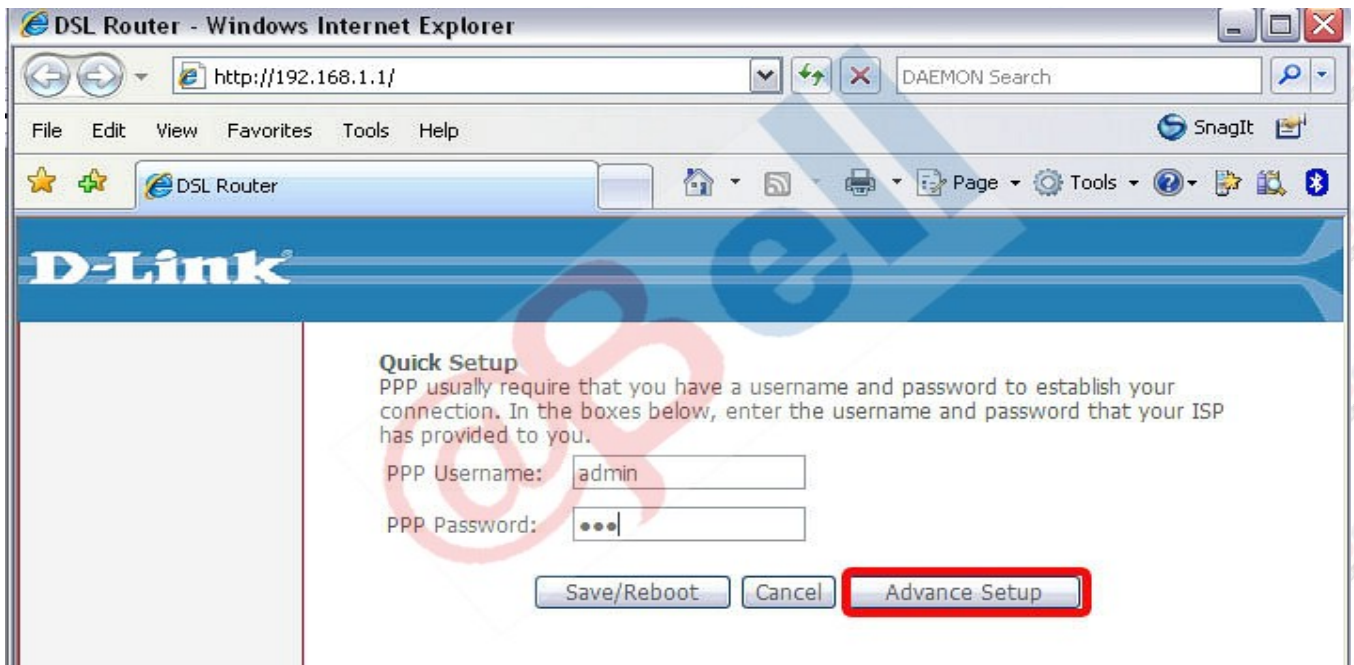 DSL Router - Windows Internet Explorer
http://192.168.1.1/
DAEMON Search
File Edit View Favorites Tools Help
SnagIt
DSL Router
Page Tools
D-Link
@Bell
Quick Setup
PPP usually require that you have a username and password to establish your
connection. In the boxes below, enter the username and password that your ISP
has provided to you.
PPP Username: admin
PPP Password: •••
Save/Reboot Cancel Advance Setup